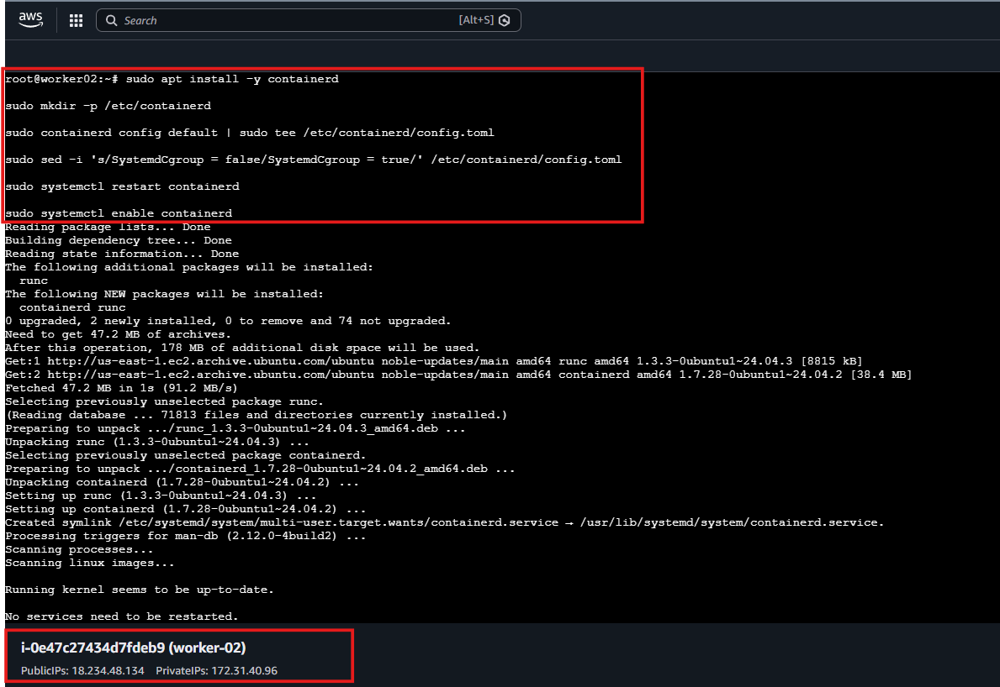 aws
Search [Alt+S]
root@worker02:~# sudo apt install -y containerd
sudo mkdir -p /etc/containerd
sudo containerd config default | sudo tee /etc/containerd/config.toml
sudo sed -i 's/SystemdCgroup = false/SystemdCgroup = true/' /etc/containerd/config.toml
sudo systemctl restart containerd
sudo systemctl enable containerd
Reading package lists... Done
Building dependency tree... Done
Reading state information... Done
The following additional packages will be installed:
  runc
The following NEW packages will be installed:
  containerd runc
0 upgraded, 2 newly installed, 0 to remove and 74 not upgraded.
Need to get 47.2 MB of archives.
After this operation, 178 MB of additional disk space will be used.
Get:1 http://us-east-1.ec2.archive.ubuntu.com/ubuntu noble-updates/main amd64 runc amd64 1.3.3-0ubuntu1~24.04.3 [8815 kB]
Get:2 http://us-east-1.ec2.archive.ubuntu.com/ubuntu noble-updates/main amd64 containerd amd64 1.7.28-0ubuntu1~24.04.2 [38.4 MB]
Fetched 47.2 MB in 1s (91.2 MB/s)
Selecting previously unselected package runc.
(Reading database ... 71813 files and directories currently installed.)
Preparing to unpack .../runc_1.3.3-0ubuntu1~24.04.3_amd64.deb ...
Unpacking runc (1.3.3-0ubuntu1~24.04.3) ...
Selecting previously unselected package containerd.
Preparing to unpack .../containerd_1.7.28-0ubuntu1~24.04.2_amd64.deb ...
Unpacking containerd (1.7.28-0ubuntu1~24.04.2) ...
Setting up runc (1.3.3-0ubuntu1~24.04.3) ...
Setting up containerd (1.7.28-0ubuntu1~24.04.2) ...
Created symlink /etc/systemd/system/multi-user.target.wants/containerd.service → /usr/lib/systemd/system/containerd.service.
Processing triggers for man-db (2.12.0-4build2) ...
Scanning processes...
Scanning linux images...
Running kernel seems to be up-to-date.
No services need to be restarted.
i-0e47c27434d7fdeb9 (worker-02)
PublicIPs: 18.234.48.134 PrivateIPs: 172.31.40.96